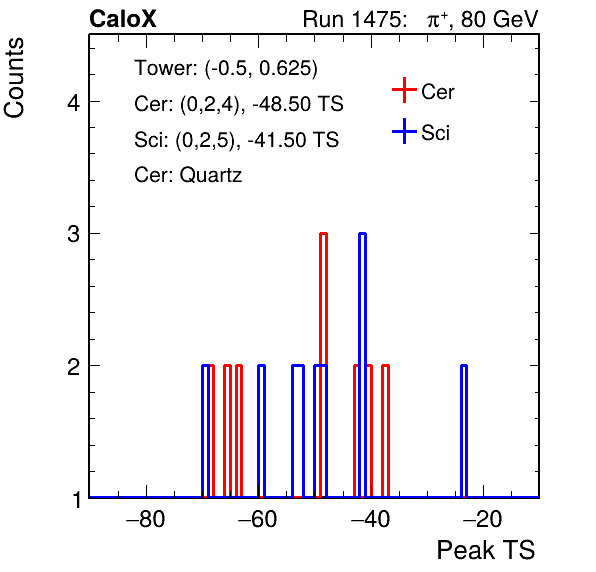 CaloX Run 1475: π⁺, 80 GeV
Counts
Tower: (-0.5, 0.625)
Cer: (0,2,4), -48.50 TS
Sci: (0,2,5), -41.50 TS
Cer: Quartz
Cer
Sci
4
3
2
1
−80 −60 −40 −20
Peak TS